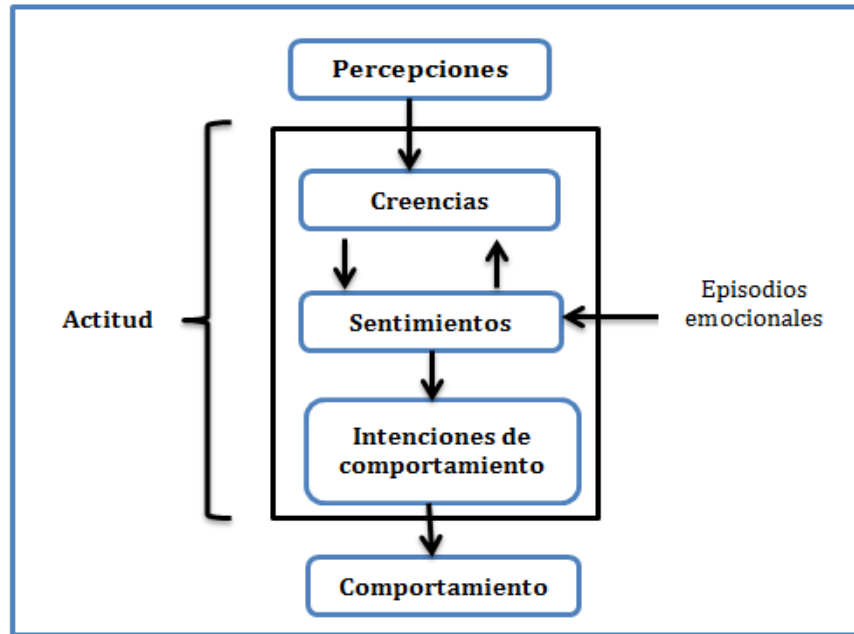 Percepciones
Creencias
Episodios
emocionales
Actitud
Sentimientos
Intenciones de
comportamiento
Comportamiento